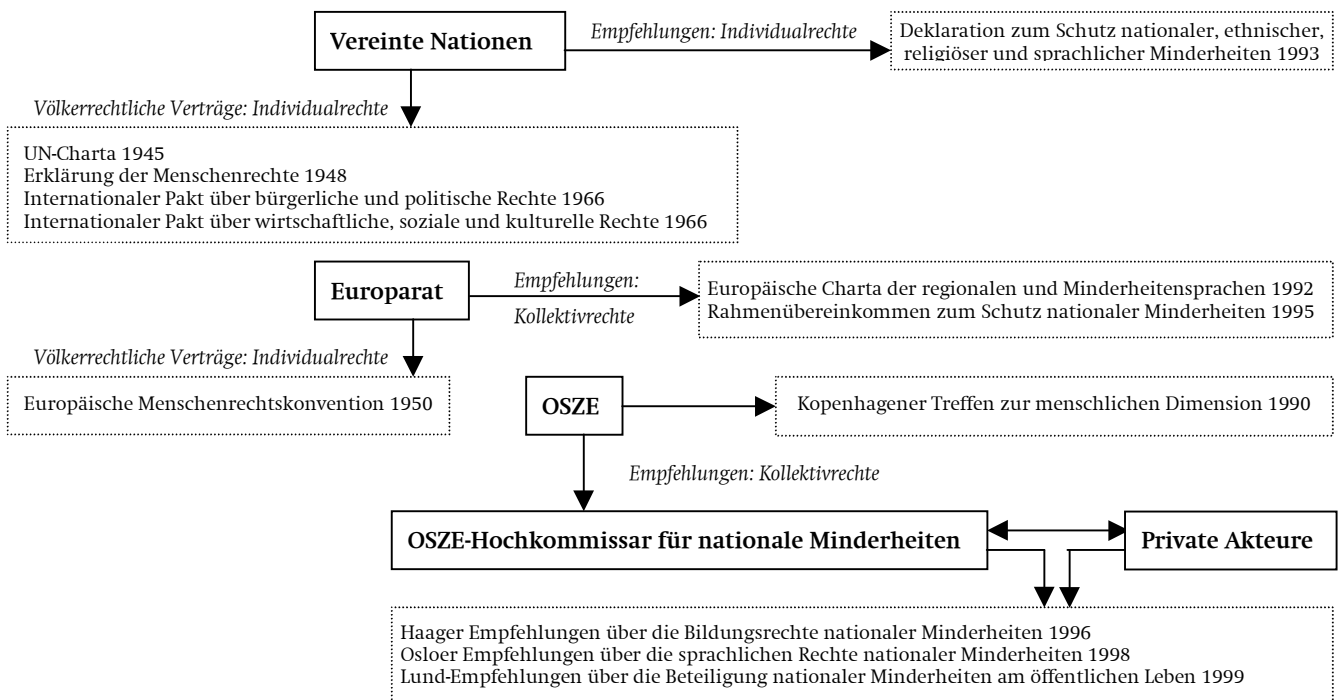 Vereinte Nationen
Empfehlungen: Individualrechte
Deklaration zum Schutz nationaler, ethnischer,
religiöser und sprachlicher Minderheiten 1993
Völkerrechtliche Verträge: Individualrechte
UN-Charta 1945
Erklärung der Menschenrechte 1948
Internationaler Pakt über bürgerliche und politische Rechte 1966
Internationaler Pakt über wirtschaftliche, soziale und kulturelle Rechte 1966
Europarat
Empfehlungen:
Kollektivrechte
Europäische Charta der regionalen und Minderheitensprachen 1992
Rahmenübereinkommen zum Schutz nationaler Minderheiten 1995
Völkerrechtliche Verträge: Individualrechte
Europäische Menschenrechtskonvention 1950
OSZE
Kopenhagener Treffen zur menschlichen Dimension 1990
Empfehlungen: Kollektivrechte
OSZE-Hochkommissar für nationale Minderheiten
Private Akteure
Haager Empfehlungen über die Bildungsrechte nationaler Minderheiten 1996
Osloer Empfehlungen über die sprachlichen Rechte nationaler Minderheiten 1998
Lund-Empfehlungen über die Beteiligung nationaler Minderheiten am öffentlichen Leben 1999